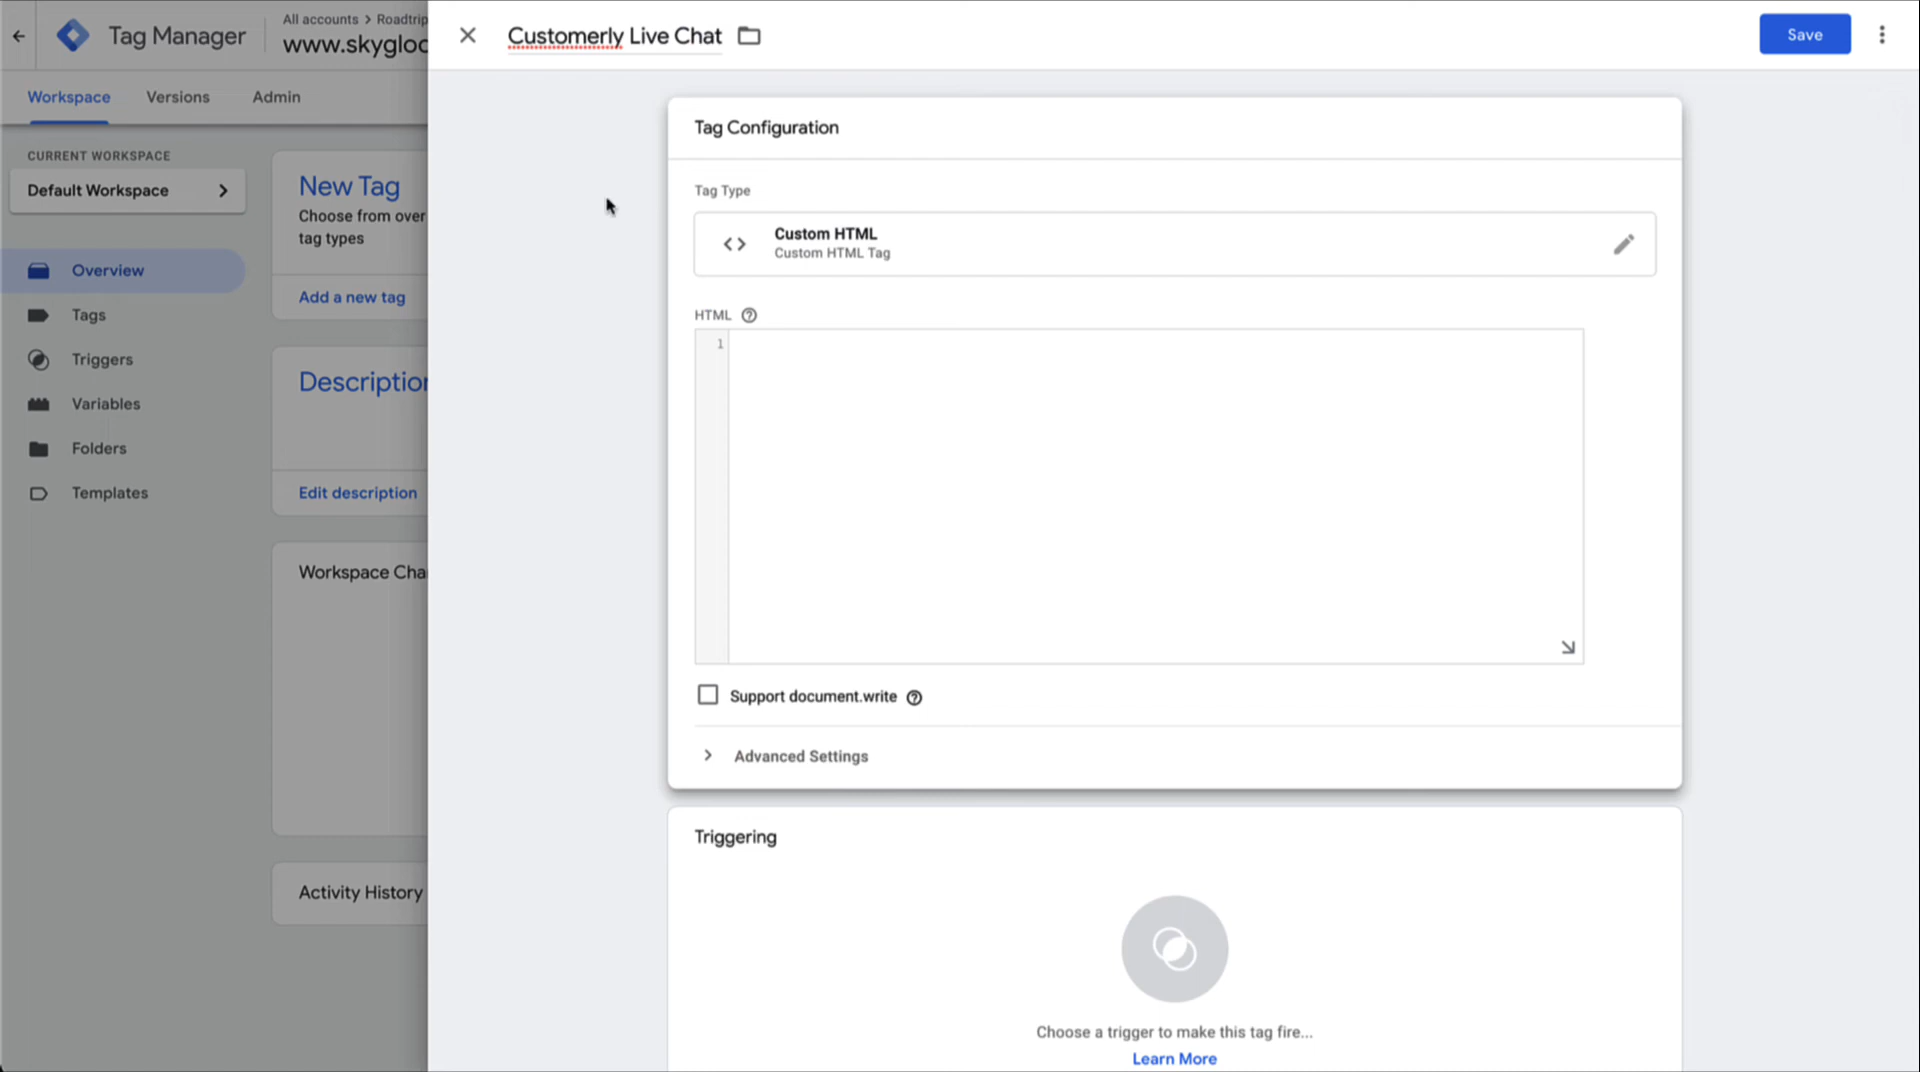 Tag Manager
All accounts > Roadtrip
www.skygloc
Customerly Live Chat
Save
Workspace
Versions
Admin
CURRENT WORKSPACE
Default Workspace
Overview
Tags
Triggers
Variables
Folders
Templates
New Tag
Choose from over
tag types
Add a new tag
Description
Edit description
Workspace Cha
Activity History
Tag Configuration
Tag Type
Custom HTML
Custom HTML Tag
HTML
1
Support document.write
Advanced Settings
Triggering
Choose a trigger to make this tag fire...
Learn More